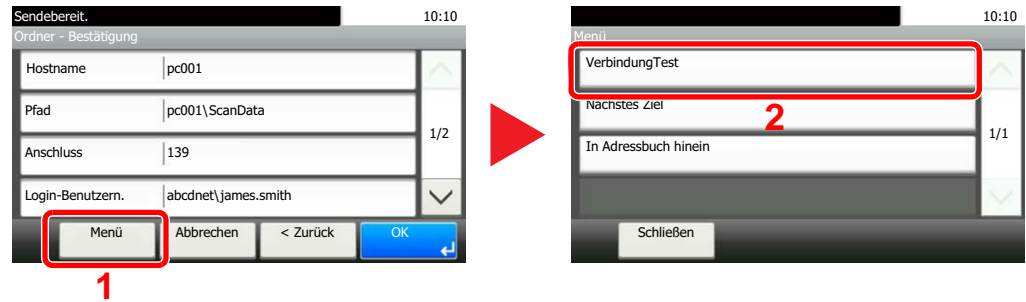 Sendebereit. 10:10
Ordner - Bestätigung
Hostname pc001
Pfad pc001\ScanData
1/2
Anschluss 139
Login-Benutzern. abcdnet\james.smith
Menü Abbrechen < Zurück OK
1
10:10
Menü
VerbindungTest
Nächstes Ziel
2
1/1
In Adressbuch hinein
Schließen